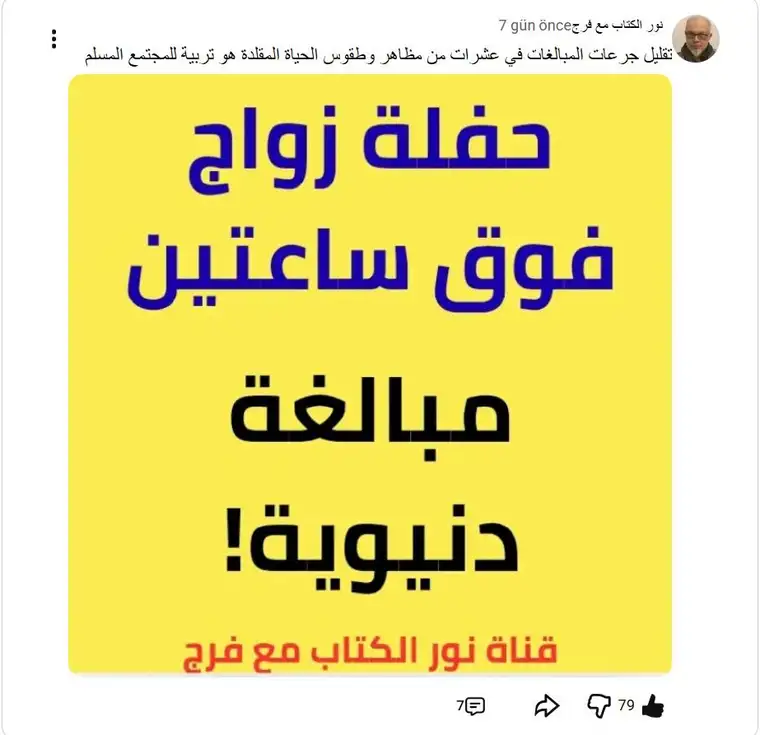 نور الكتاب مع فرج 7 gün önce
تقليل جرعات المبالغات في عشرات من مظاهر وطقوس الحياة المقلدة هو تربية للمجتمع المسلم
حفلة زواج
فوق ساعتين
مبالغة
دنيوية!
قناة نور الكتاب مع فرج
79
7